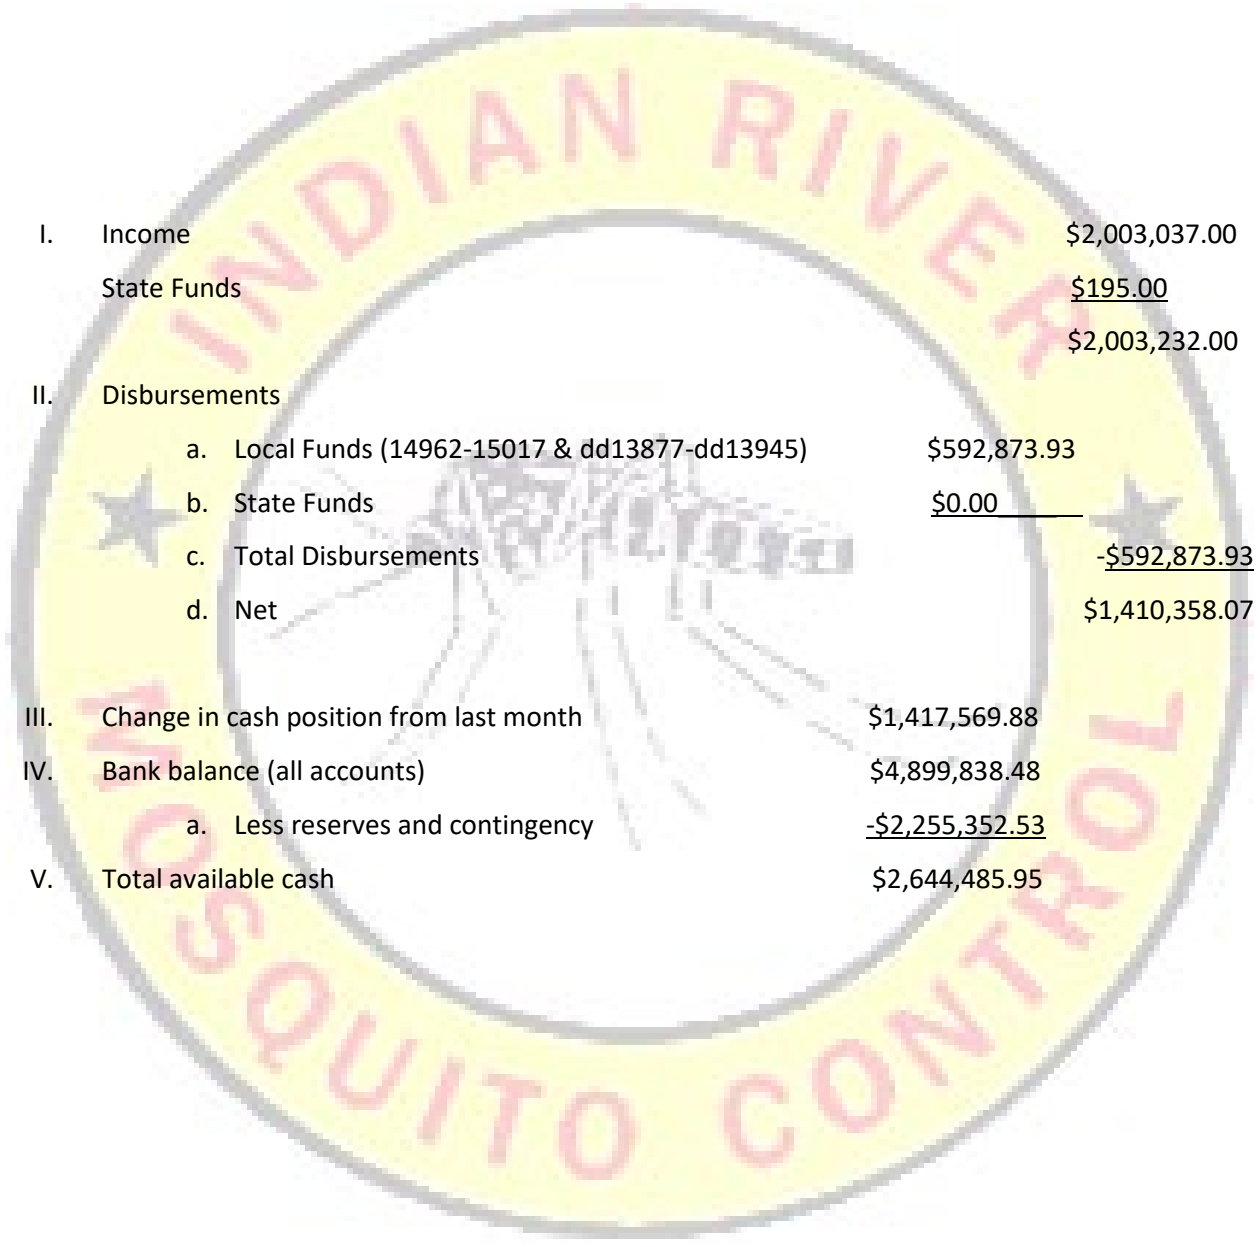 INDIAN RIVER
I. Income $2,003,037.00
State Funds $195.00
$2,003,232.00
II. Disbursements
a. Local Funds (14962-15017 & dd13877-dd13945) $592,873.93
b. State Funds $0.00
c. Total Disbursements -$592,873.93
d. Net $1,410,358.07
III. Change in cash position from last month $1,417,569.88
IV. Bank balance (all accounts) $4,899,838.48
a. Less reserves and contingency -$2,255,352.53
V. Total available cash $2,644,485.95
MOSQUITO CONTROL